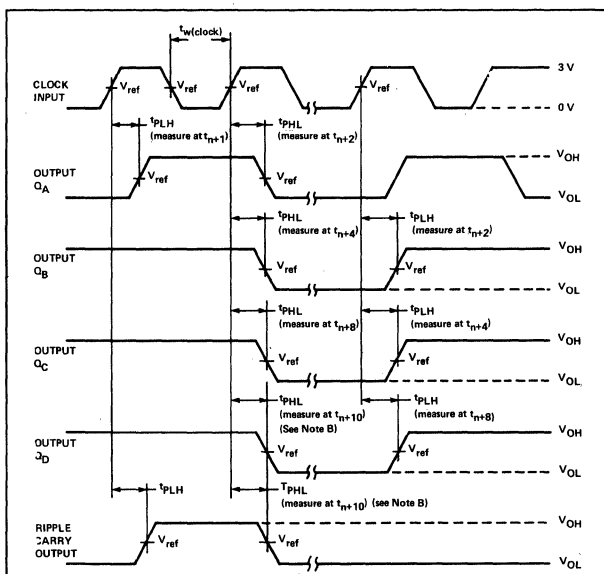 tw(clock)
3 V
CLOCK
INPUT
Vref
Vref
Vref
Vref
0 V
tPLH
(measure at tn+1)
tPHL
(measure at tn+2)
OUTPUT
QA
Vref
Vref
VOH
VOL
tPHL
(measure at tn+4)
tPLH
(measure at tn+2)
OUTPUT
QB
Vref
Vref
VOH
VOL
tPHL
(measure at tn+8)
tPLH
(measure at tn+4)
OUTPUT
QC
Vref
Vref
VOH
VOL
tPHL
(measure at tn+10)
(See Note B)
tPLH
(measure at tn+8)
OUTPUT
QD
Vref
Vref
VOH
VOL
tPLH
TPHL
(measure at tn+10) (see Note B)
RIPPLE
CARRY
OUTPUT
Vref
Vref
VOH
VOL